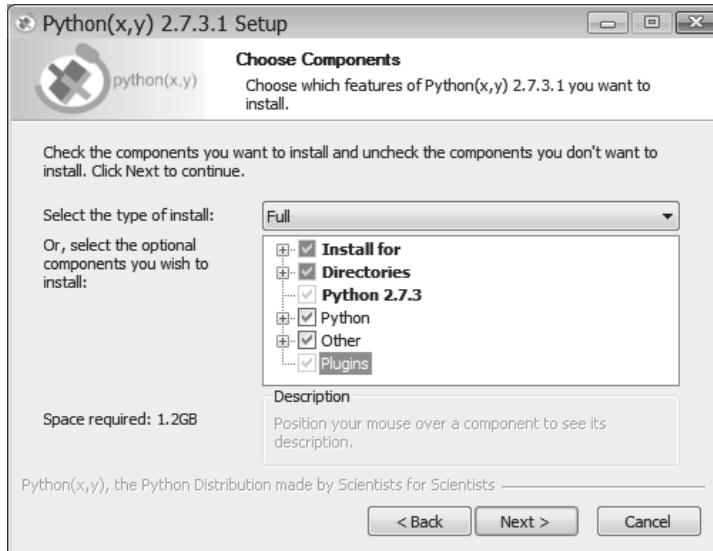 Python(x,y) 2.7.3.1 Setup
python(x,y)
Choose Components
Choose which features of Python(x,y) 2.7.3.1 you want to
install.
Check the components you want to install and uncheck the components you don't want to
install. Click Next to continue.
Select the type of install:
Full
Or, select the optional
components you wish to
install:
Install for
Directories
Python 2.7.3
Python
Other
Plugins
Space required: 1.2GB
Description
Position your mouse over a component to see its
description.
Python(x,y), the Python Distribution made by Scientists for Scientists
< Back
Next >
Cancel